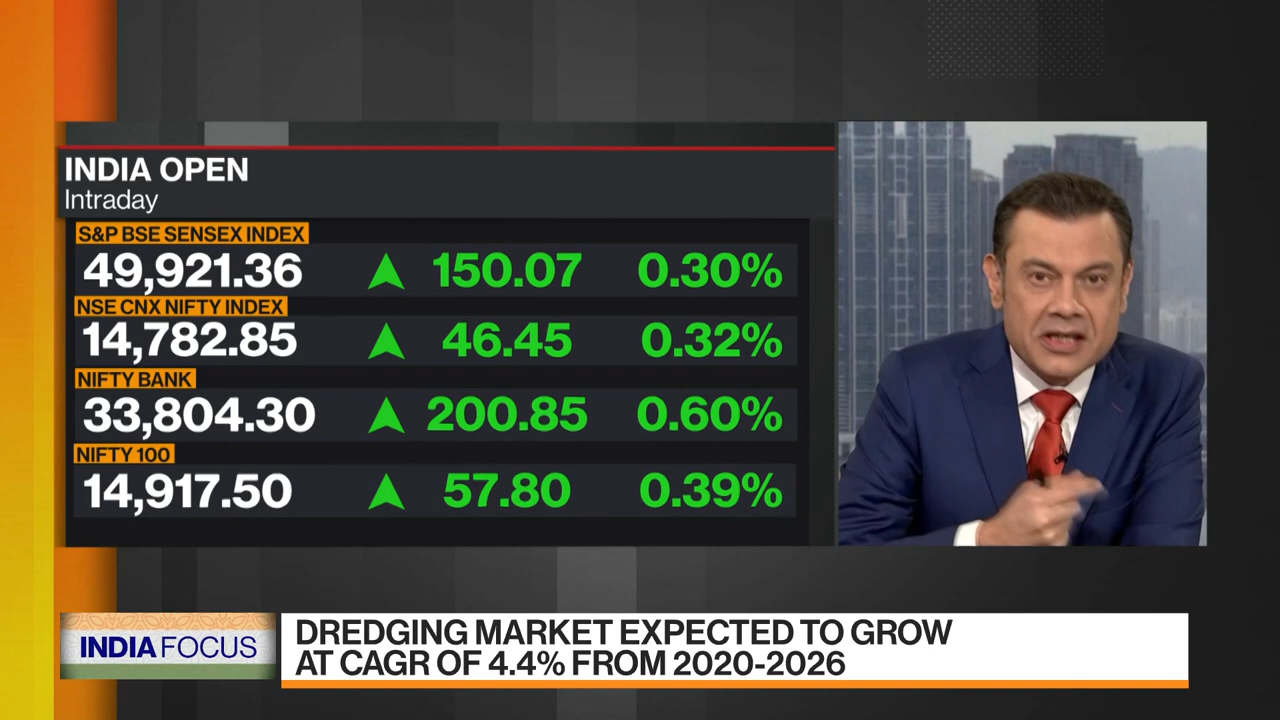 INDIA OPEN
Intraday
S&P BSE SENSEX INDEX
49,921.36 ▲ 150.07 0.30%
NSE CNX NIFTY INDEX
14,782.85 ▲ 46.45 0.32%
NIFTY BANK
33,804.30 ▲ 200.85 0.60%
NIFTY 100
14,917.50 ▲ 57.80 0.39%
INDIA FOCUS
DREDGING MARKET EXPECTED TO GROW
AT CAGR OF 4.4% FROM 2020-2026